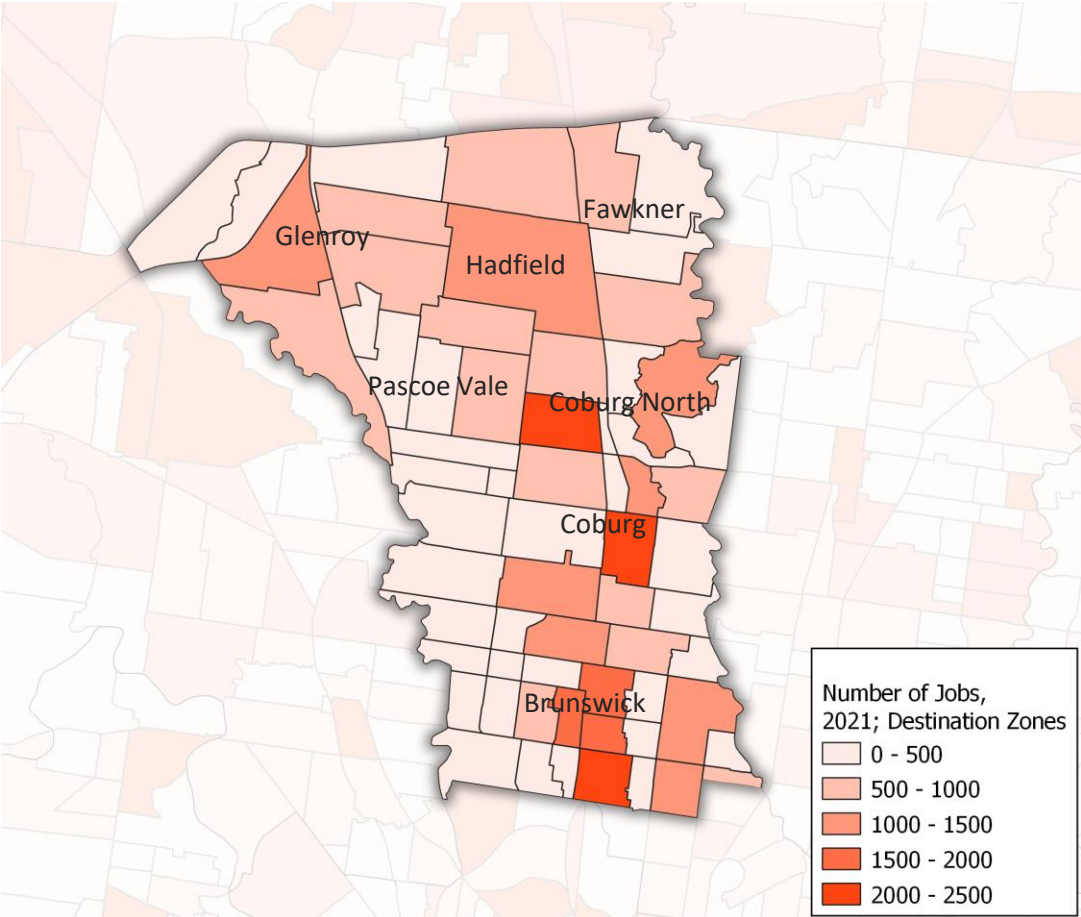 Fawkner
Glenroy
Hadfield
Pascoe Vale
Coburg North
Coburg
Brunswick
Number of Jobs,
2021; Destination Zones
0 - 500
500 - 1000
1000 - 1500
1500 - 2000
2000 - 2500